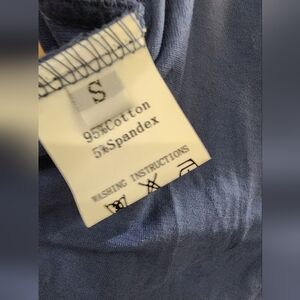 S
95%Cotton
5%Spandex
WASHING INSTRUCTIONS